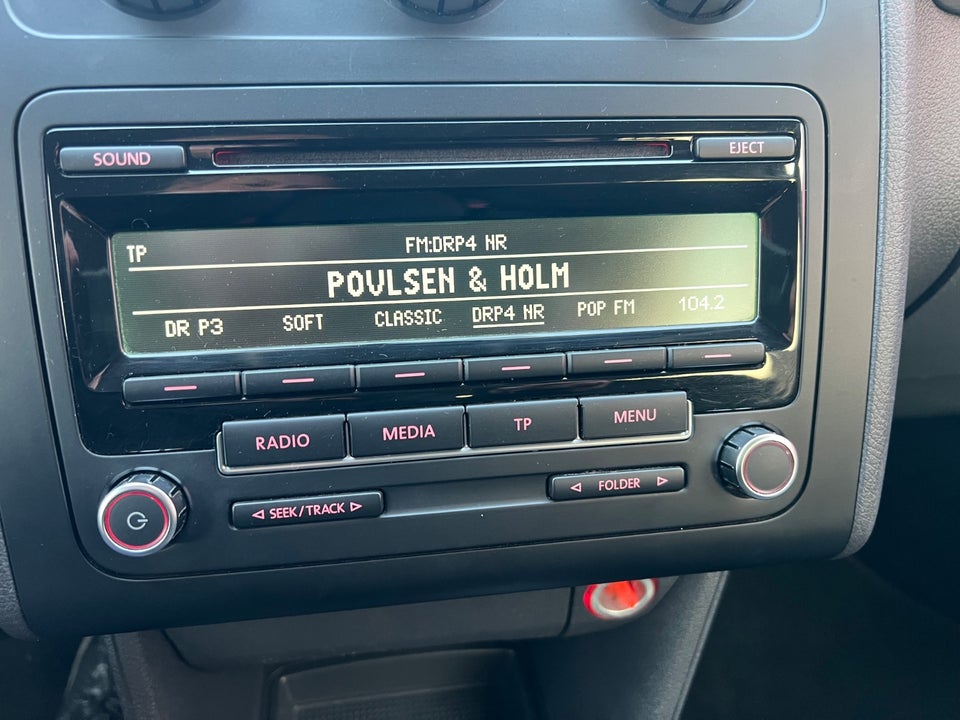 SOUND
EJECT
TP
FM:DRP4 NR
POVLSEN & HOLM
DR P3 SOFT CLASSIC DRP4 NR POP FM 104.2
RADIO MEDIA TP MENU
◁ SEEK/TRACK ▷
◁ FOLDER ▷